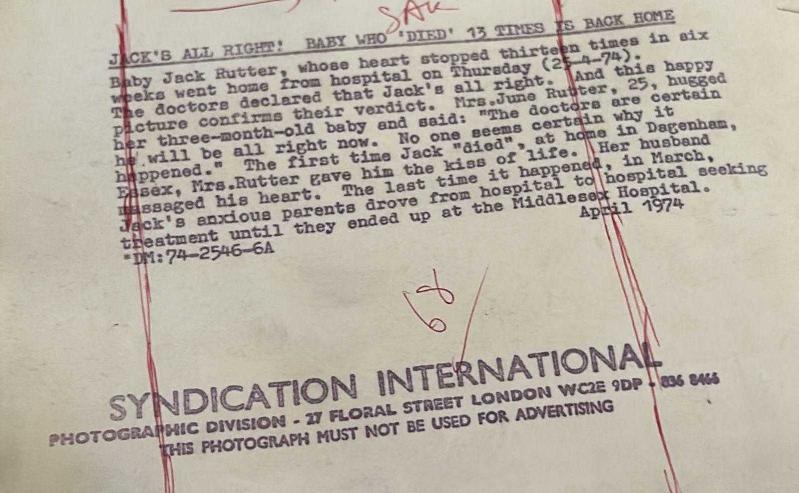 SAK
JACK'S ALL RIGHT! BABY WHO 'DIED' 13 TIMES IS BACK HOME
Baby Jack Rutter, whose heart stopped thirteen times in six
weeks went home from hospital on Thursday (25-4-74).
The doctors declared that Jack's all right. And this happy
picture confirms their verdict. Mrs.June Rutter, 25, hugged
her three-month-old baby and said: "The doctors are certain
he will be all right now. No one seems certain why it
happened." The first time Jack "died", at home in Dagenham,
Essex, Mrs.Rutter gave him the kiss of life. Her husband
massaged his heart. The last time it happened, in March,
Jack's anxious parents drove from hospital to hospital seeking
treatment until they ended up at the Middlesex Hospital.
*DM:74-2546-6A April 1974
68
SYNDICATION INTERNATIONAL
PHOTOGRAPHIC DIVISION - 27 FLORAL STREET LONDON WC2E 9DP - 836 8466
THIS PHOTOGRAPH MUST NOT BE USED FOR ADVERTISING